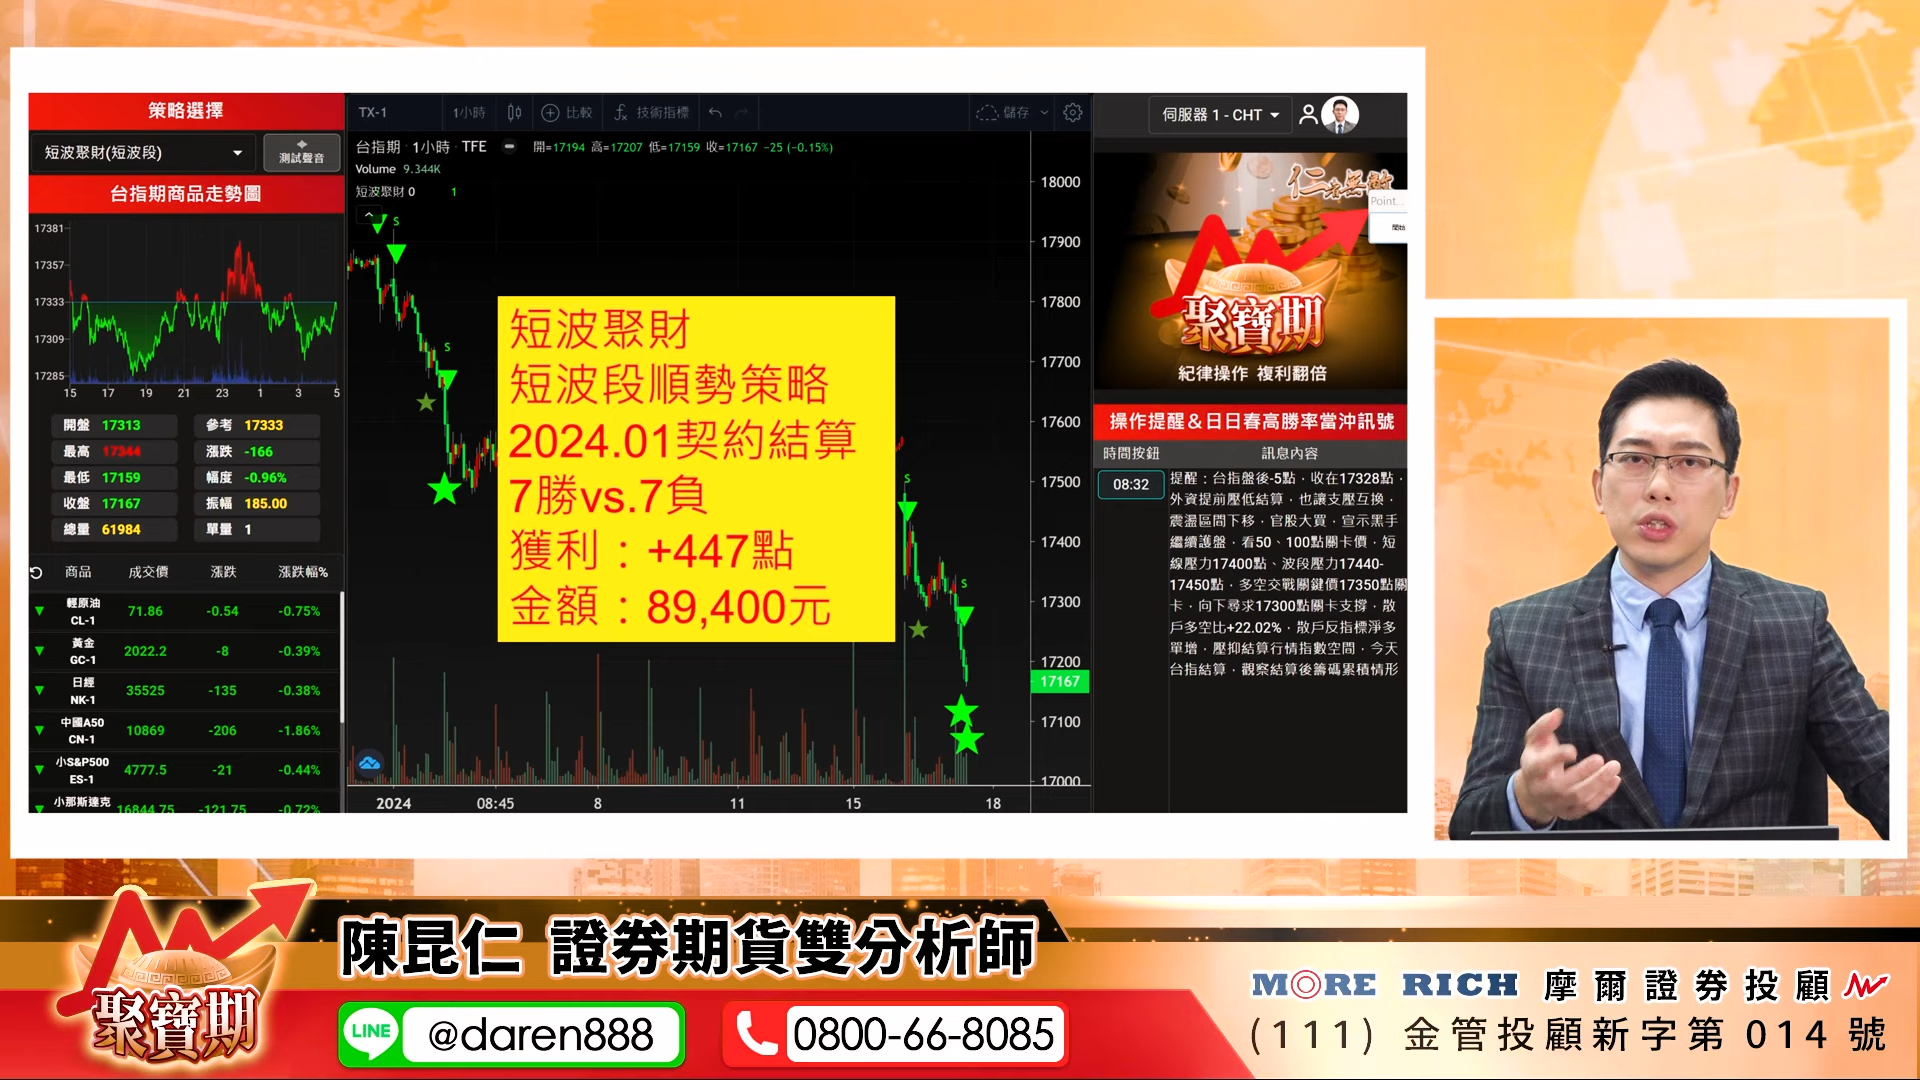 策略選擇
短波聚財(短波段)
測試聲音
台指期商品走勢圖
17381
17357
17333
17309
17285
15 17 19 21 23 1 3 5
開盤 17313 參考 17333
最高 17344 漲跌 -166
最低 17159 幅度 -0.96%
收盤 17167 振幅 185.00
總量 61984 單量 1
商品 成交價 漲跌 漲跌幅%
輕原油
CL-1 71.86 -0.54 -0.75%
黃金
GC-1 2022.2 -8 -0.39%
日經
NK-1 35525 -135 -0.38%
中國A50
CN-1 10869 -206 -1.86%
小S&P500
ES-1 4777.5 -21 -0.44%
小那斯達克
16844.75 -121.75 -0.72%
TX-1 1小時 比較 技術指標 儲存
台指期 · 1小時 · TFE 開=17194 高=17207 低=17159 收=17167 -25 (-0.15%)
Volume 9.344K
短波聚財 0 1
S
S
S
S
短波聚財
短波段順勢策略
2024.01契約結算
7勝vs.7負
獲利：+447點
金額：89,400元
18000
17900
17800
17700
17600
17500
17400
17300
17200
17167
17100
17000
2024 08:45 8 11 15 18
伺服器 1 - CHT
仁者無敵
Point...
開始
聚寶期
紀律操作 複利翻倍
操作提醒＆日日春高勝率當沖訊號
時間按鈕 訊息內容
08:32
提醒：台指盤後-5點，收在17328點，
外資提前壓低結算，也讓支壓互換，
震盪區間下移，官股大買，宣示黑手
繼續護盤，看50、100點關卡價，短
線壓力17400點、波段壓力17440-
17450點，多空交戰關鍵價17350點關
卡，向下尋求17300點關卡支撐，散
戶多空比+22.02%，散戶反指標淨多
單增，壓抑結算行情指數空間，今天
台指結算，觀察結算後籌碼累積情形
聚寶期
陳昆仁 證券期貨雙分析師
LINE @daren888
0800-66-8085
MORE RICH 摩爾證券投顧
(111) 金管投顧新字第 014 號